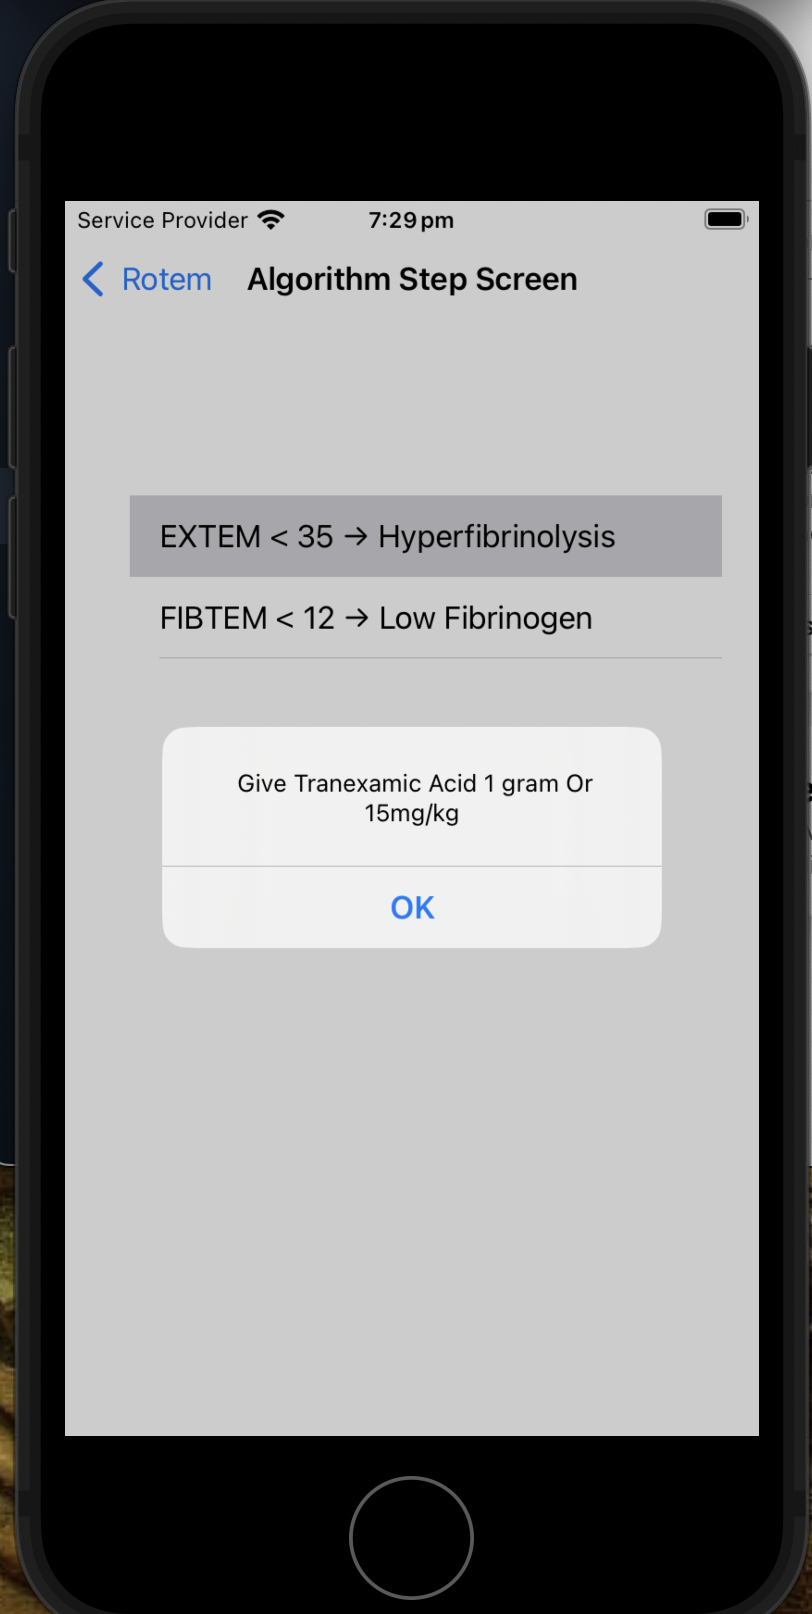 Service Provider 7:29 pm
Rotem Algorithm Step Screen
EXTEM < 35 → Hyperfibrinolysis
FIBTEM < 12 → Low Fibrinogen
Give Tranexamic Acid 1 gram Or
15mg/kg
OK